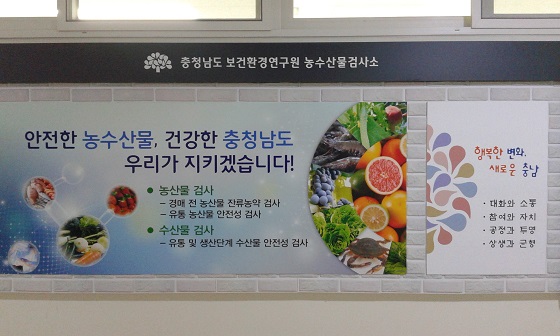 충청남도 보건환경연구원 농수산물검사소
안전한 농수산물, 건강한 충청남도
우리가 지키겠습니다!
● 농산물 검사
– 경매 전 농산물 잔류농약 검사
– 유통 농산물 안전성 검사
● 수산물 검사
– 유통 및 생산단계 수산물 안전성 검사
행복한 변화,
새로운 충남
· 대화와 소통
· 참여와 자치
· 공정과 투명
· 상생과 균형